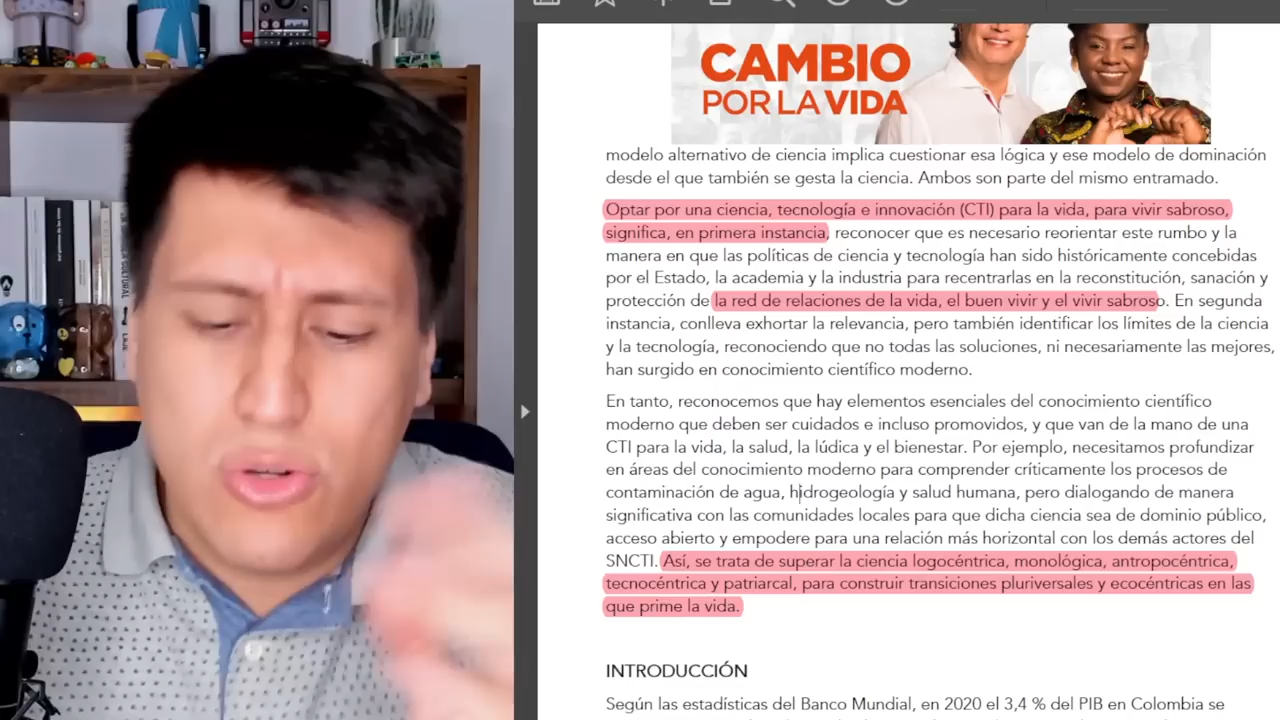 CAMBIO
POR LA VIDA
modelo alternativo de ciencia implica cuestionar esa lógica y ese modelo de dominación
desde el que también se gesta la ciencia. Ambos son parte del mismo entramado.
Optar por una ciencia, tecnología e innovación (CTI) para la vida, para vivir sabroso,
significa, en primera instancia, reconocer que es necesario reorientar este rumbo y la
manera en que las políticas de ciencia y tecnología han sido históricamente concebidas
por el Estado, la academia y la industria para recentrarlas en la reconstitución, sanación y
protección de la red de relaciones de la vida, el buen vivir y el vivir sabroso. En segunda
instancia, conlleva exhortar la relevancia, pero también identificar los límites de la ciencia
y la tecnología, reconociendo que no todas las soluciones, ni necesariamente las mejores,
han surgido en conocimiento científico moderno.
En tanto, reconocemos que hay elementos esenciales del conocimiento científico
moderno que deben ser cuidados e incluso promovidos, y que van de la mano de una
CTI para la vida, la salud, la lúdica y el bienestar. Por ejemplo, necesitamos profundizar
en áreas del conocimiento moderno para comprender críticamente los procesos de
contaminación de agua, hidrogeología y salud humana, pero dialogando de manera
significativa con las comunidades locales para que dicha ciencia sea de dominio público,
acceso abierto y empodere para una relación más horizontal con los demás actores del
SNCTI. Así, se trata de superar la ciencia logocéntrica, monológica, antropocéntrica,
tecnocéntrica y patriarcal, para construir transiciones pluriversales y ecocéntricas en las
que prime la vida.
INTRODUCCIÓN
Según las estadísticas del Banco Mundial, en 2020 el 3,4 % del PIB en Colombia se